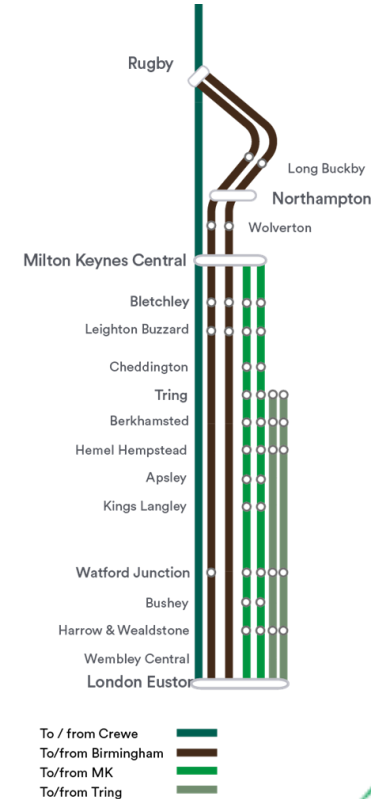 Rugby
Long Buckby
Northampton
Wolverton
Milton Keynes Central
Bletchley
Leighton Buzzard
Cheddington
Tring
Berkhamsted
Hemel Hempstead
Apsley
Kings Langley
Watford Junction
Bushey
Harrow & Wealdstone
Wembley Central
London Eustor
To / from Crewe
To/from Birmingham
To/from MK
To/from Tring